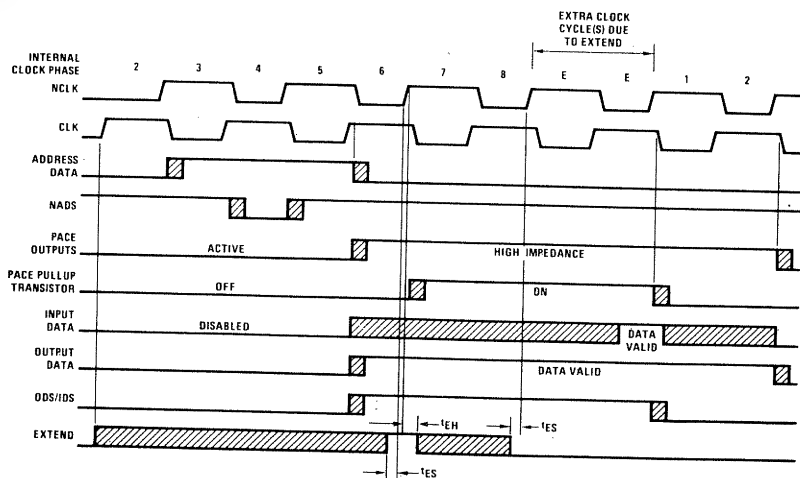 EXTRA CLOCK
CYCLE(S) DUE
TO EXTEND
INTERNAL
CLOCK PHASE
2 3 4 5 6 7 8 E E 1 2
NCLK
CLK
ADDRESS
DATA
NADS
PACE
OUTPUTS
ACTIVE
HIGH IMPEDANCE
PACE PULLUP
TRANSISTOR
OFF
ON
INPUT
DATA
DISABLED
DATA
VALID
OUTPUT
DATA
DATA VALID
ODS/IDS
EXTEND
tEH
tES
tES